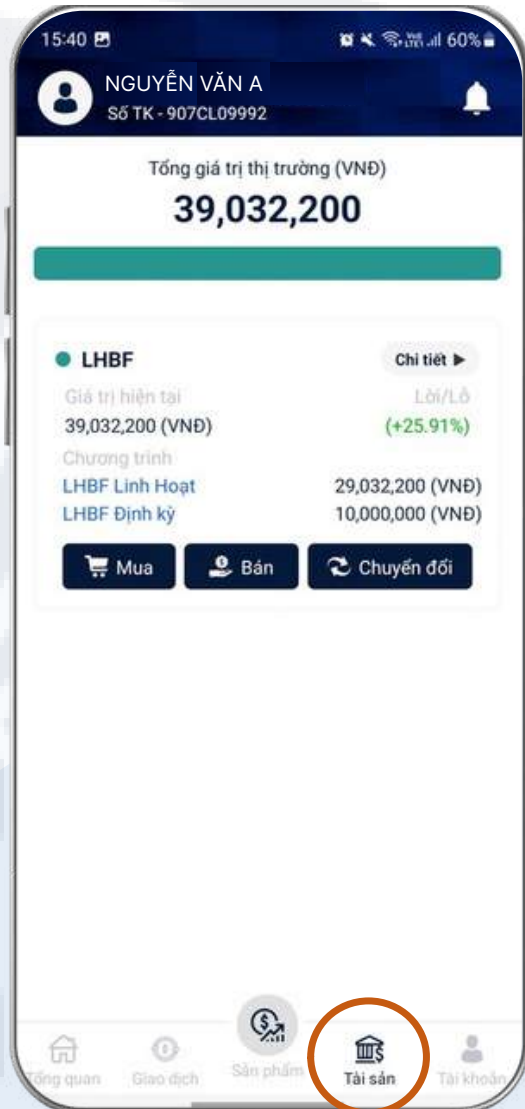 15:40 60%
NGUYỄN VĂN A
Số TK - 907CL09992
Tổng giá trị thị trường (VNĐ)
39,032,200
LHBF Chi tiết ▶
Giá trị hiện tại Lời/Lỗ
39,032,200 (VNĐ) (+25.91%)
Chương trình
LHBF Linh Hoạt 29,032,200 (VNĐ)
LHBF Định kỳ 10,000,000 (VNĐ)
Mua Bán Chuyển đổi
Tổng quan Giao dịch Sản phẩm Tài sản Tài khoản